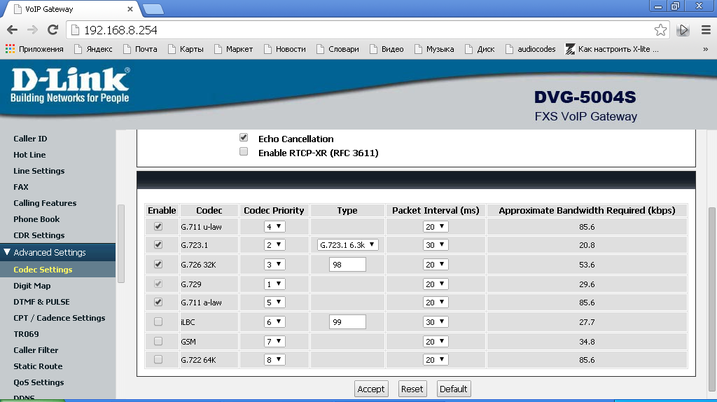 VoIP Gateway
192.168.8.254
Приложения Яндекс Почта Карты Маркет Новости Словари Видео Музыка Диск audiocodes Как настроить X-lite ...
D-Link
Building Networks for People
DVG-5004S
FXS VoIP Gateway
Caller ID
Hot Line
Line Settings
FAX
Calling Features
Phone Book
CDR Settings
Advanced Settings
Codec Settings
Digit Map
DTMF & PULSE
CPT / Cadence Settings
TR069
Caller Filter
Static Route
QoS Settings
DDNS
Echo Cancellation
Enable RTCP-XR (RFC 3611)
Enable Codec Codec Priority Type Packet Interval (ms) Approximate Bandwidth Required (kbps)
G.711 u-law 4 20 85.6
G.723.1 2 G.723.1 6.3k 30 20.8
G.726 32K 3 98 20 53.6
G.729 1 20 29.6
G.711 a-law 5 20 85.6
iLBC 6 99 30 27.7
GSM 7 20 34.8
G.722 64K 8 20 85.6
Accept Reset Default